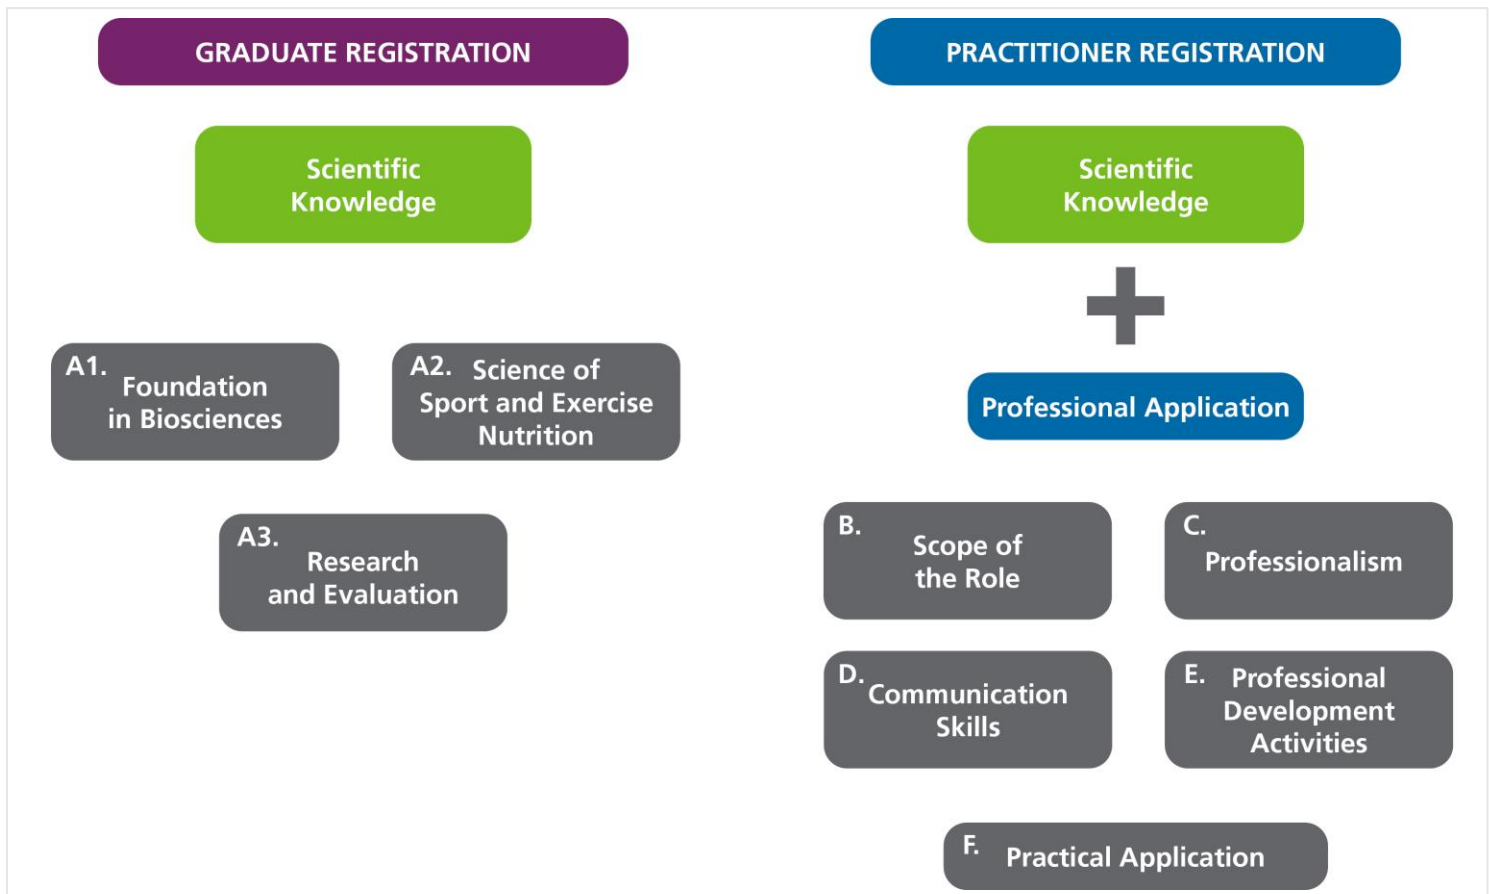 GRADUATE REGISTRATION
Scientific
Knowledge
A1.
Foundation
in Biosciences
A2. Science of
Sport and Exercise
Nutrition
A3.
Research
and Evaluation
PRACTITIONER REGISTRATION
Scientific
Knowledge
Professional Application
B.
Scope of
the Role
C.
Professionalism
D.
Communication
Skills
E. Professional
Development
Activities
F. Practical Application